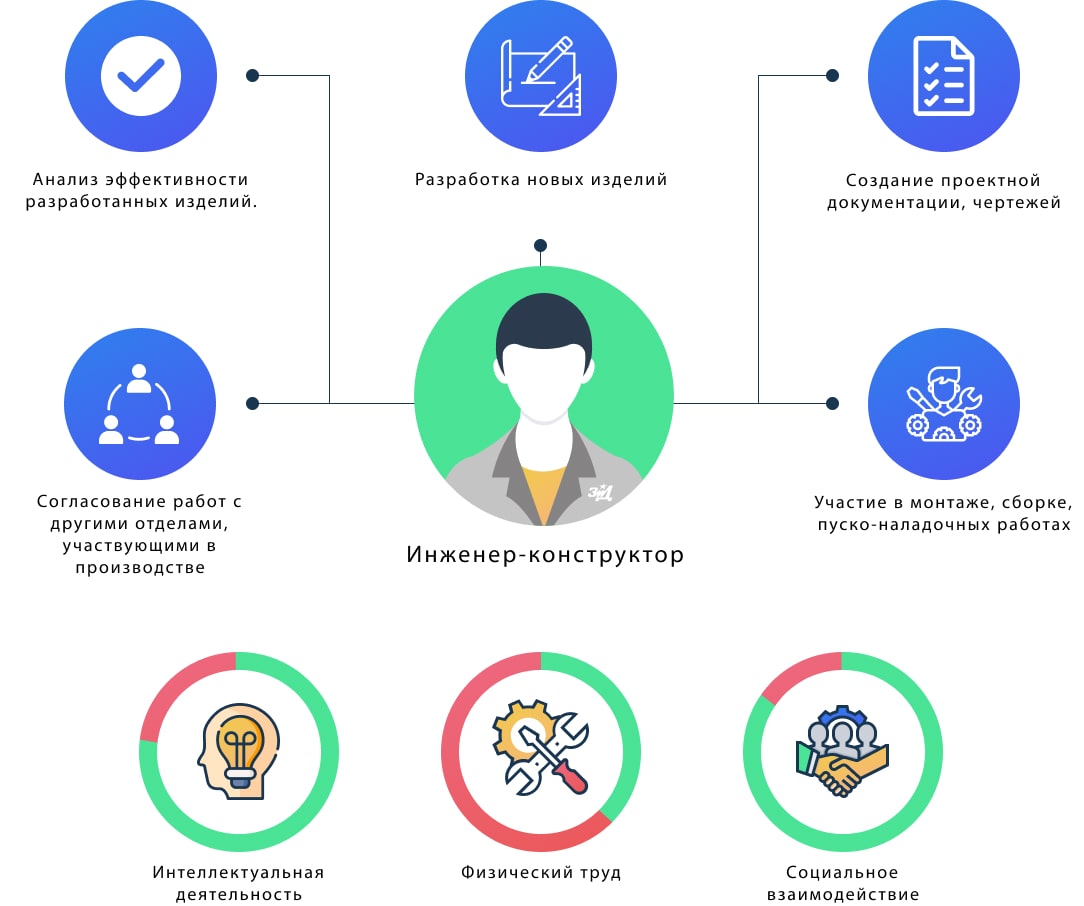 Анализ эффективности
разработанных изделий.
Разработка новых изделий
Создание проектной
документации, чертежей
Согласование работ с
другими отделами,
участвующими в
производстве
Участие в монтаже, сборке,
пуско-наладочных работах
Инженер-конструктор
Интеллектуальная
деятельность
Физический труд
Социальное
взаимодействие